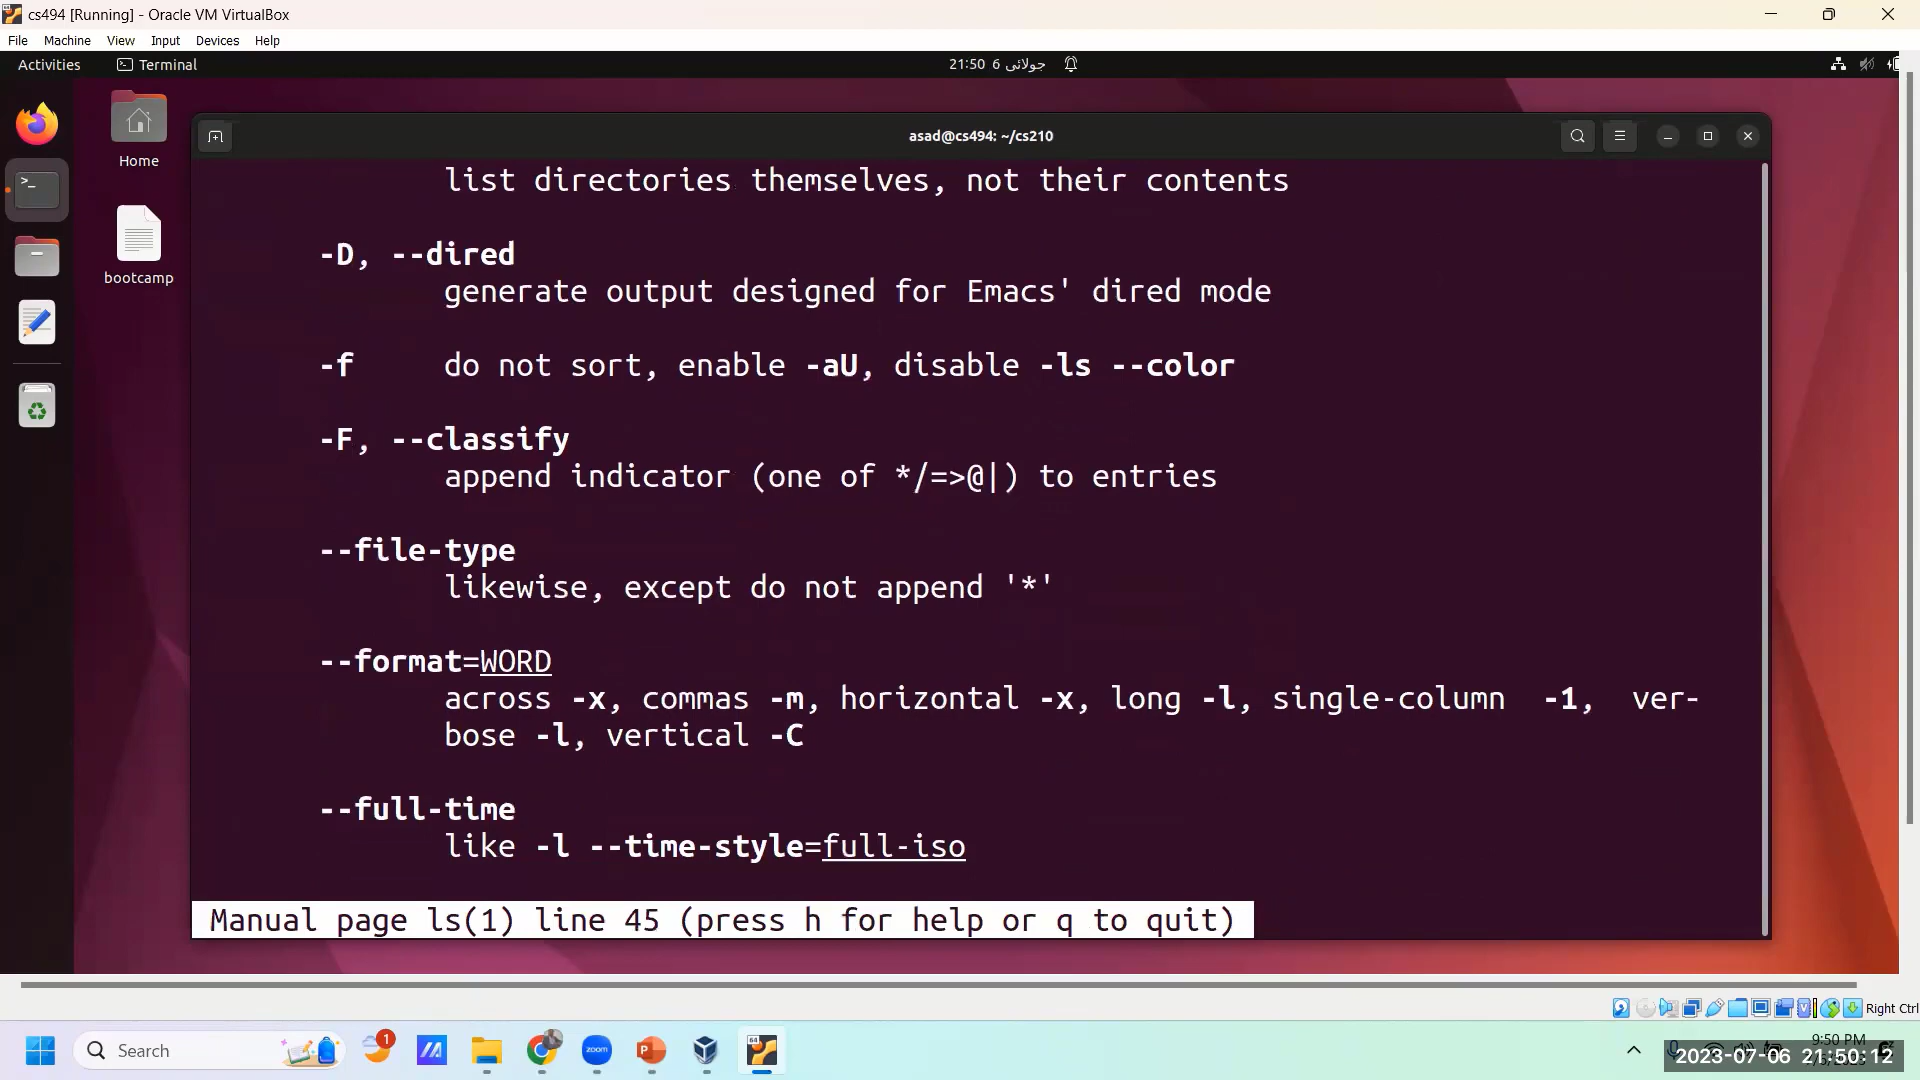 cs494 [Running] - Oracle VM VirtualBox
File Machine View Input Devices Help
Activities Terminal 21:50 6 جولائی
Home
bootcamp
asad@cs494: ~/cs210
list directories themselves, not their contents
-D, --dired
generate output designed for Emacs' dired mode
-f do not sort, enable -aU, disable -ls --color
-F, --classify
append indicator (one of */=>@|) to entries
--file-type
likewise, except do not append '*'
--format=WORD
across -x, commas -m, horizontal -x, long -l, single-column -1, ver-
bose -l, vertical -C
--full-time
like -l --time-style=full-iso
Manual page ls(1) line 45 (press h for help or q to quit)
Right Ctrl
Search
1
zoom
64
9:50 PM
2023-07-06 21:50:12